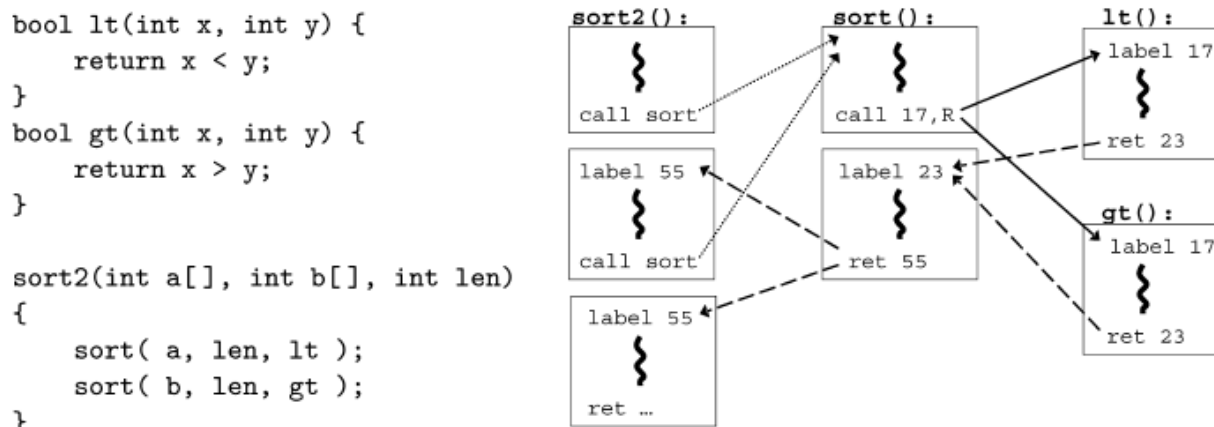 bool lt(int x, int y) {
    return x < y;
}
bool gt(int x, int y) {
    return x > y;
}
sort2(int a[], int b[], int len)
{
    sort( a, len, lt );
    sort( b, len, gt );
}
sort2():
call sort
label 55
call sort
label 55
ret …
sort():
call 17,R
label 23
ret 55
lt():
label 17
ret 23
gt():
label 17
ret 23